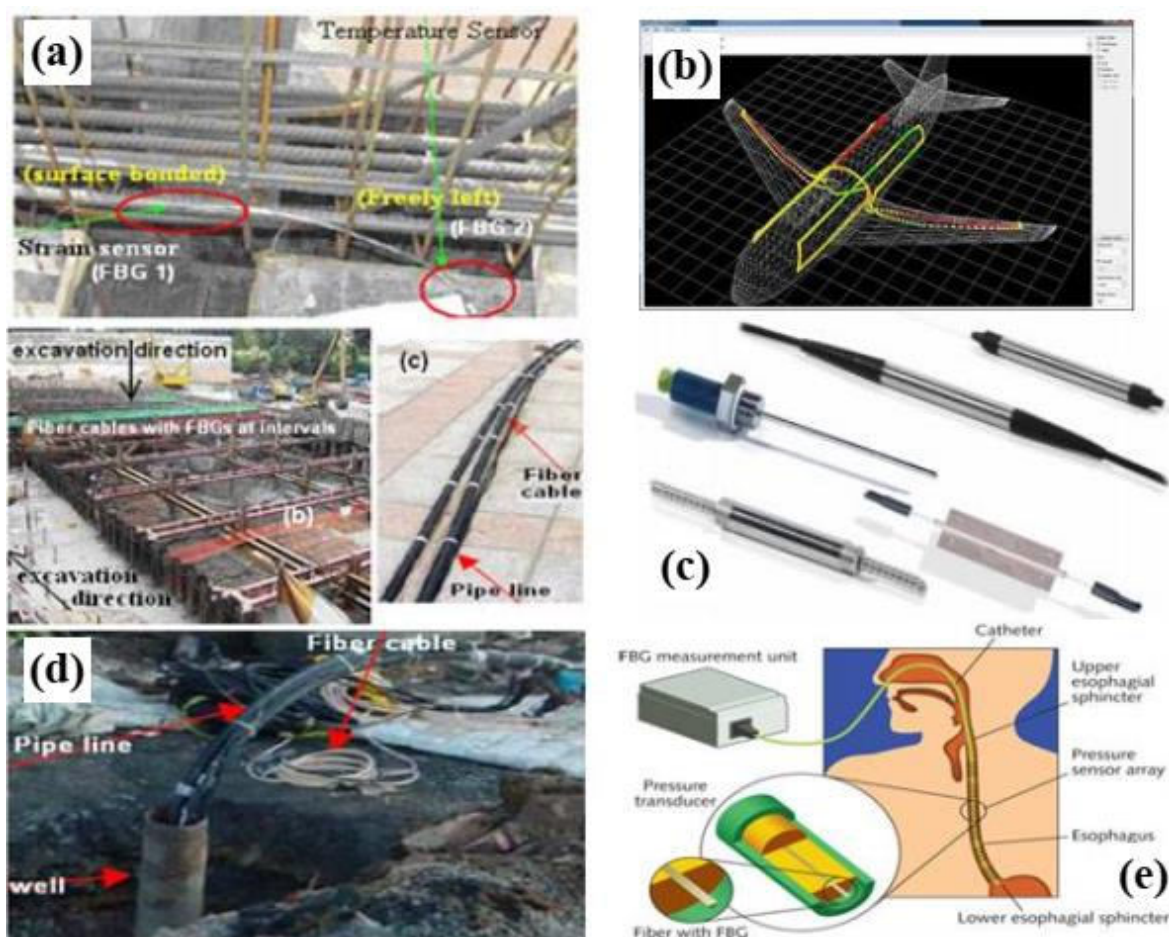 (a)
Temperature Sensor
(surface bonded)
(Freely left)
(FBG 2)
Strain sensor
(FBG 1)
(b)
excavation direction
Fiber cables with FBGs at intervals
(b)
excavation
direction
(c)
Fiber
cable
Pipe line
(c)
(d)
Fiber cable
Pipe line
well
FBG measurement unit
Catheter
Upper
esophagial
sphincter
Pressure
sensor array
Pressure
transducer
Esophagus
(e)
Lower esophagial sphincter
Fiber with FBG